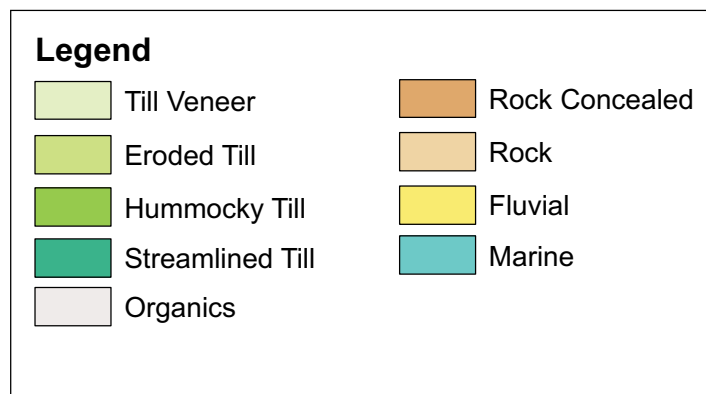 Legend
Till Veneer
Eroded Till
Hummocky Till
Streamlined Till
Organics
Rock Concealed
Rock
Fluvial
Marine